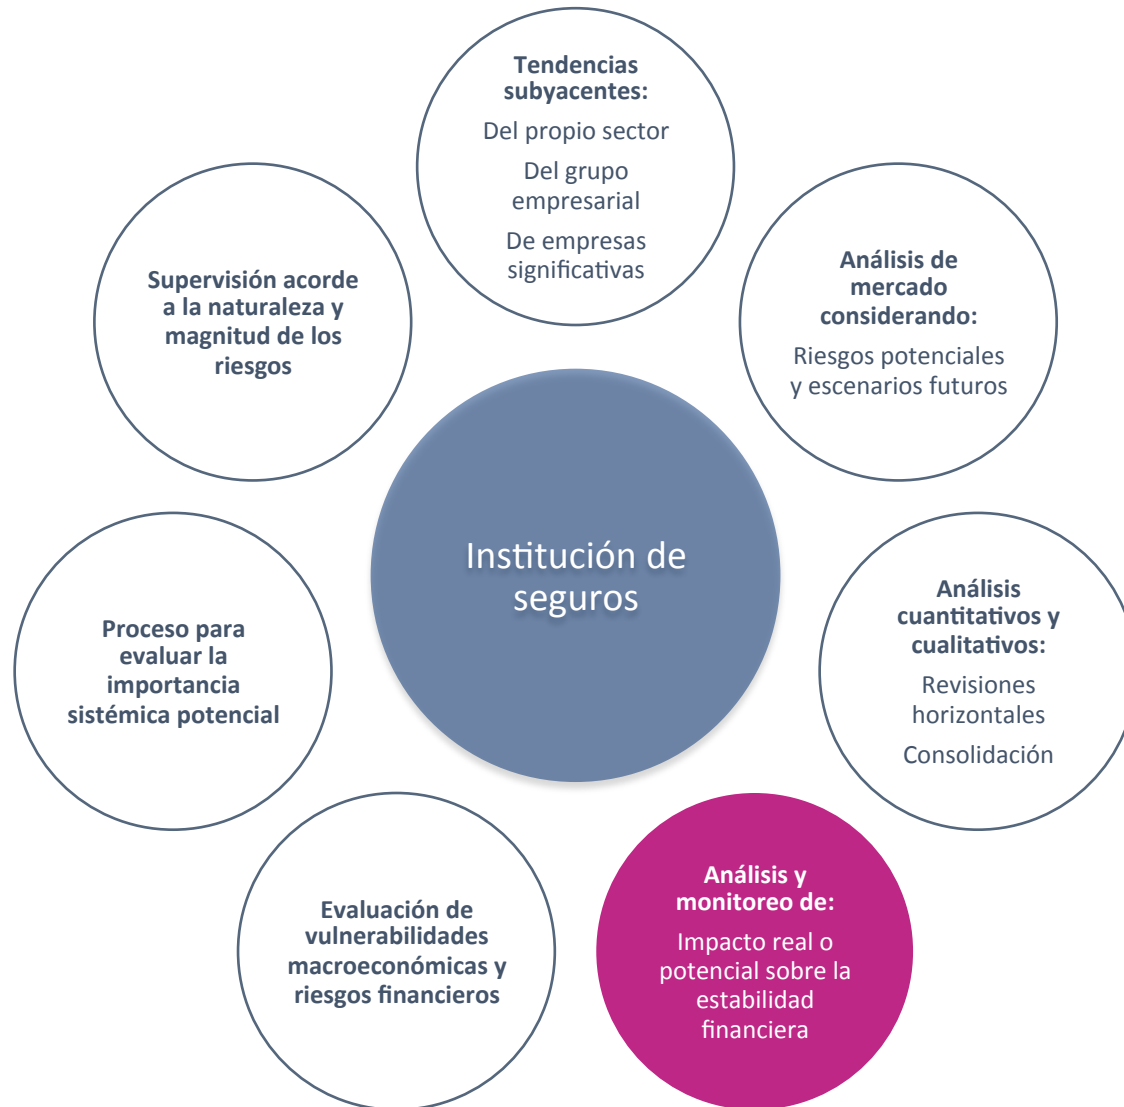 Tendencias
subyacentes:
Del propio sector
Del grupo
empresarial
De empresas
significativas
Análisis de
mercado
considerando:
Riesgos potenciales
y escenarios futuros
Análisis
cuantitativos y
cualitativos:
Revisiones
horizontales
Consolidación
Análisis y
monitoreo de:
Impacto real o
potencial sobre la
estabilidad
financiera
Evaluación de
vulnerabilidades
macroeconómicas y
riesgos financieros
Proceso para
evaluar la
importancia
sistémica potencial
Supervisión acorde
a la naturaleza y
magnitud de los
riesgos
Institución de
seguros